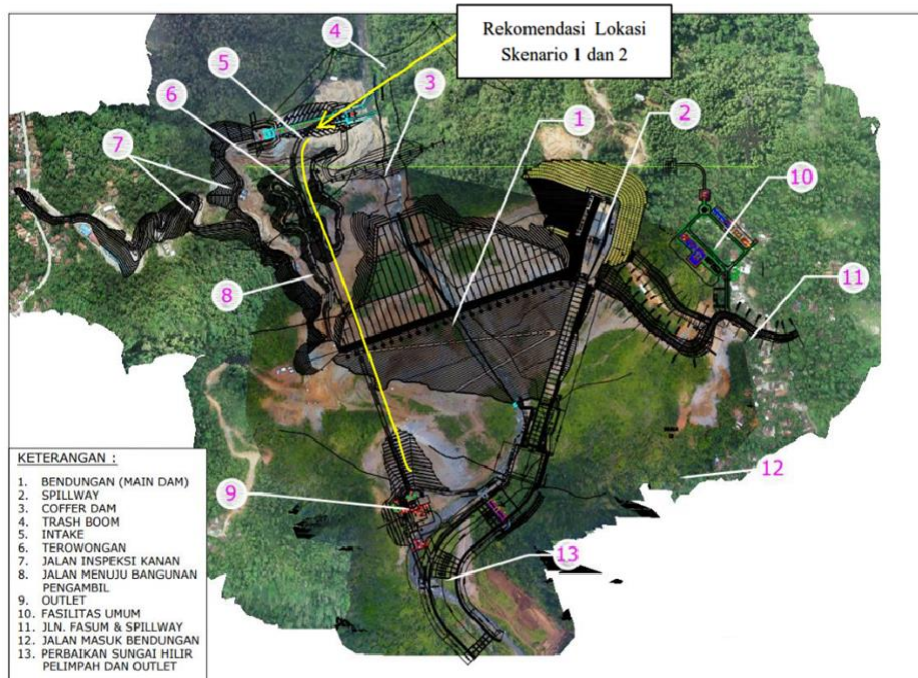 Rekomendasi Lokasi
Skenario 1 dan 2
4
5
3
6
1
2
7
10
11
8
12
9
13
KETERANGAN :
1. BENDUNGAN (MAIN DAM)
2. SPILLWAY
3. COFFER DAM
4. TRASH BOOM
5. INTAKE
6. TEROWONGAN
7. JALAN INSPEKSI KANAN
8. JALAN MENUJU BANGUNAN
PENGAMBIL
9. OUTLET
10. FASILITAS UMUM
11. JLN. FASUM & SPILLWAY
12. JALAN MASUK BENDUNGAN
13. PERBAIKAN SUNGAI HILIR
PELIMPAH DAN OUTLET